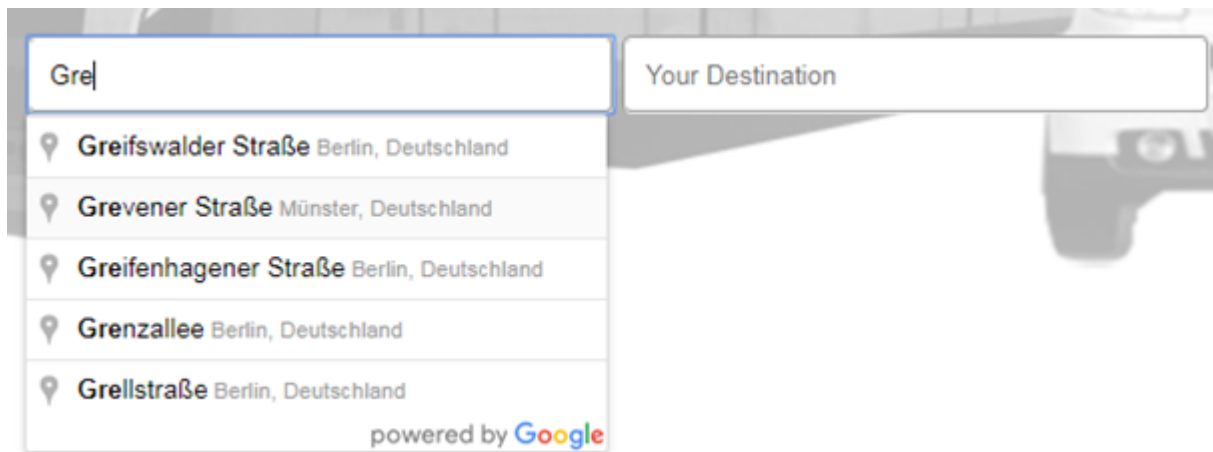 Gre
Your Destination
Greifswalder Straße Berlin, Deutschland
Grevener Straße Münster, Deutschland
Greifenhagener Straße Berlin, Deutschland
Grenzallee Berlin, Deutschland
Grellstraße Berlin, Deutschland
powered by Google